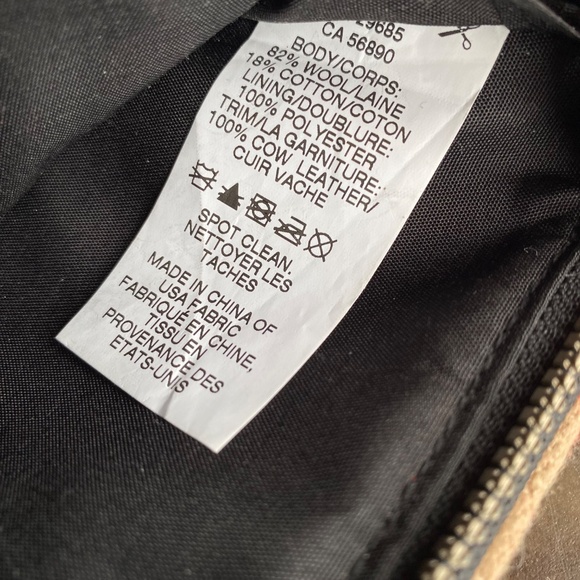 29685
CA 56890
BODY/CORPS:
82% WOOL/LAINE
18% COTTON/COTON
LINING/DOUBLURE:
100% POLYESTER
TRIM/LA GARNITURE:
100% COW LEATHER/
CUIR VACHE
SPOT CLEAN.
NETTOYER LES
TACHES
MADE IN CHINA OF
USA FABRIC
FABRIQUÉ EN CHINE,
TISSU EN
PROVENANCE DES
ETATS-UNIS